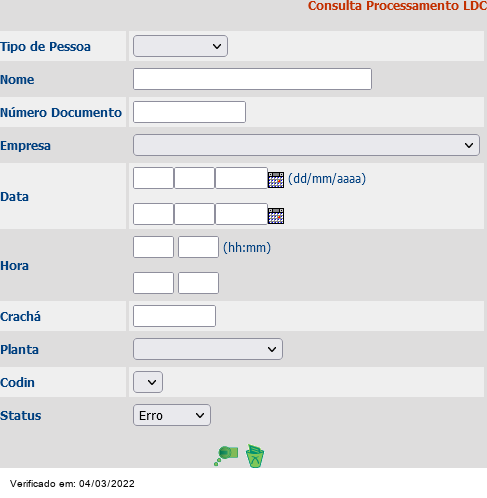 Consulta Processamento LDC
Tipo de Pessoa
Nome
Número Documento
Empresa
Data
(dd/mm/aaaa)
Hora
(hh:mm)
Crachá
Planta
Codin
Status
Erro
Verificado em: 04/03/2022